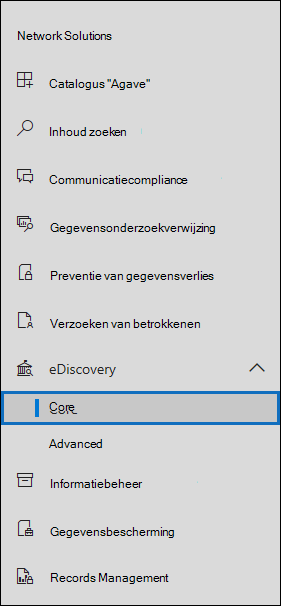 Network Solutions
Catalogus "Agave"
Inhoud zoeken
Communicatiecompliance
Gegevensonderzoekverwijzing
Preventie van gegevensverlies
Verzoeken van betrokkenen
eDiscovery
Core
Advanced
Informatiebeheer
Gegevensbescherming
Records Management